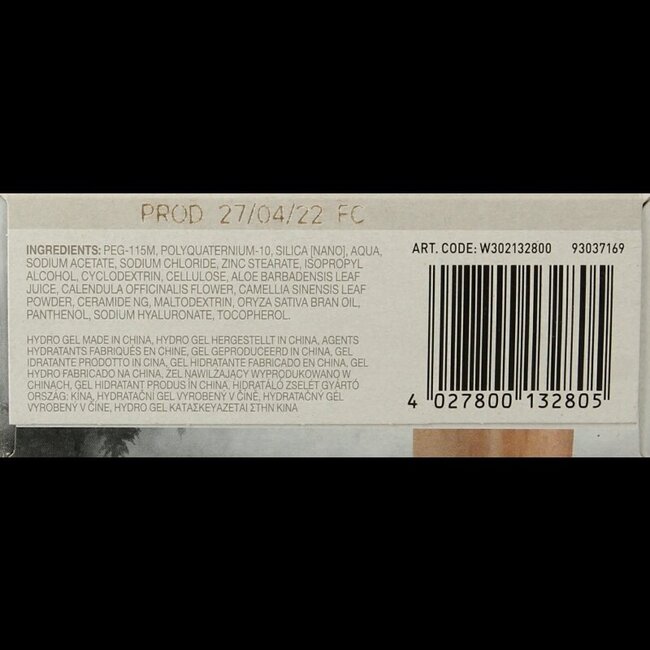 PROD 27/04/22 FC
INGREDIENTS: PEG-115M, POLYQUATERNIUM-10, SILICA [NANO], AQUA,
SODIUM ACETATE, SODIUM CHLORIDE, ZINC STEARATE, ISOPROPYL
ALCOHOL, CYCLODEXTRIN, CELLULOSE, ALOE BARBADENSIS LEAF
JUICE, CALENDULA OFFICINALIS FLOWER, CAMELLIA SINENSIS LEAF
POWDER, CERAMIDE NG, MALTODEXTRIN, ORYZA SATIVA BRAN OIL,
PANTHENOL, SODIUM HYALURONATE, TOCOPHEROL.
HYDRO GEL MADE IN CHINA, HYDRO GEL HERGESTELLT IN CHINA, AGENTS
HYDRATANTS FABRIQUÉS EN CHINE, GEL GEPRODUCEERD IN CHINA, GEL
IDRATANTE PRODOTTO IN CINA, GEL HIDRATANTE FABRICADO EN CHINA, GEL
HYDRO FABRICADO NA CHINA, ŻEL NAWILŻAJĄCY WYPRODUKOWANO W
CHINACH, GEL HIDRATANT PRODUS IN CHINA, HIDRATÁLÓ ZSELÉT GYÁRTÓ
ORSZAG: KINA, HYDRATAČNÍ GEL VYROBENÝ V ČÍNĚ, HYDRATAČNÝ GEL
VYROBENÝ V ČÍNE, HYDRO GEL ΚΑΤΑΣΚΕΥΑΖΕΤΑΙ ΣΤΗΝ ΚΙΝΑ
ART. CODE: W302132800 93037169
4 027800 132805